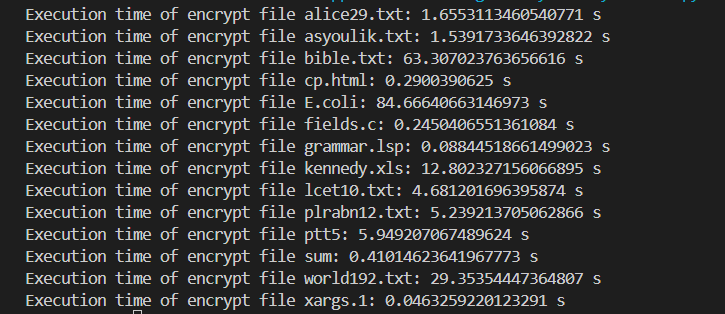 Execution time of encrypt file alice29.txt: 1.6553113460540771 s
Execution time of encrypt file asyoulik.txt: 1.5391733646392822 s
Execution time of encrypt file bible.txt: 63.307023763656616 s
Execution time of encrypt file cp.html: 0.2900390625 s
Execution time of encrypt file E.coli: 84.66640663146973 s
Execution time of encrypt file fields.c: 0.2450406551361084 s
Execution time of encrypt file grammar.lsp: 0.08844518661499023 s
Execution time of encrypt file kennedy.xls: 12.802327156066895 s
Execution time of encrypt file lcet10.txt: 4.681201696395874 s
Execution time of encrypt file plrabn12.txt: 5.239213705062866 s
Execution time of encrypt file ptt5: 5.949207067489624 s
Execution time of encrypt file sum: 0.41014623641967773 s
Execution time of encrypt file world192.txt: 29.35354447364807 s
Execution time of encrypt file xargs.1: 0.0463259220123291 s